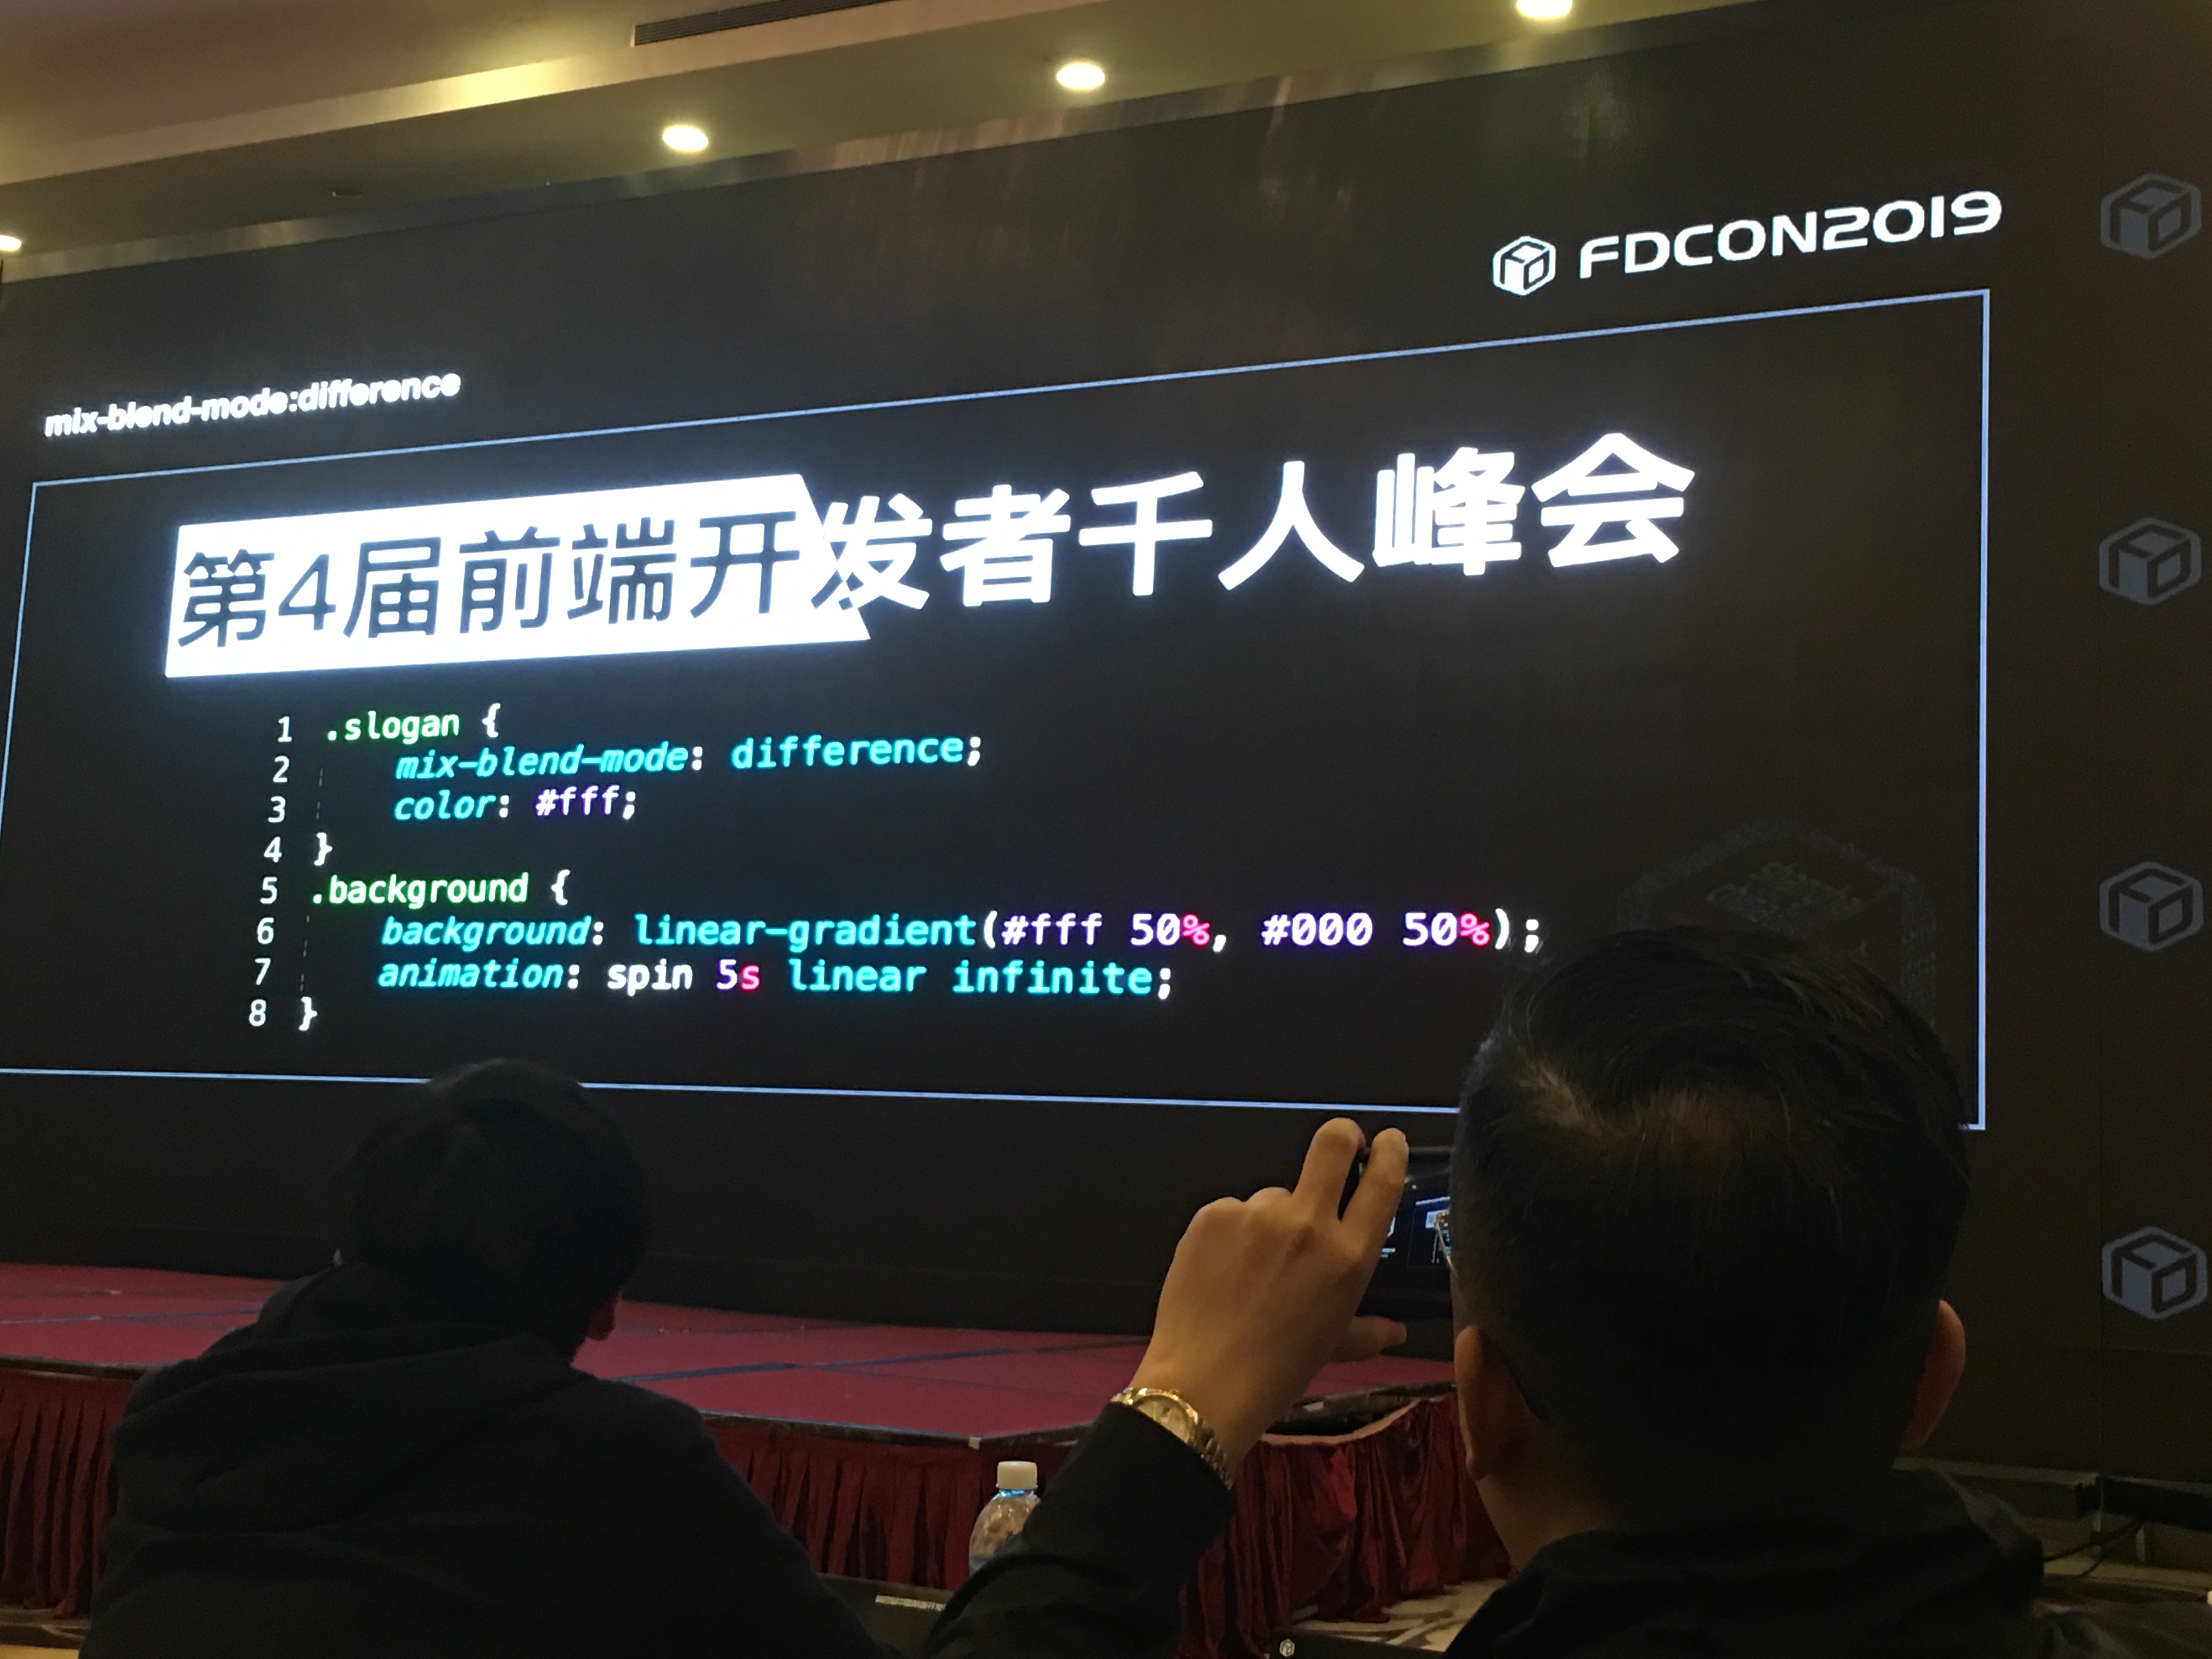 mix-blend-mode:difference
FDCON2019
第4届前端开发者千人峰会
1 .slogan {
2 mix-blend-mode: difference;
3 color: #fff;
4 }
5 .background {
6 background: linear-gradient(#fff 50%, #000 50%);
7 animation: spin 5s linear infinite;
8 }